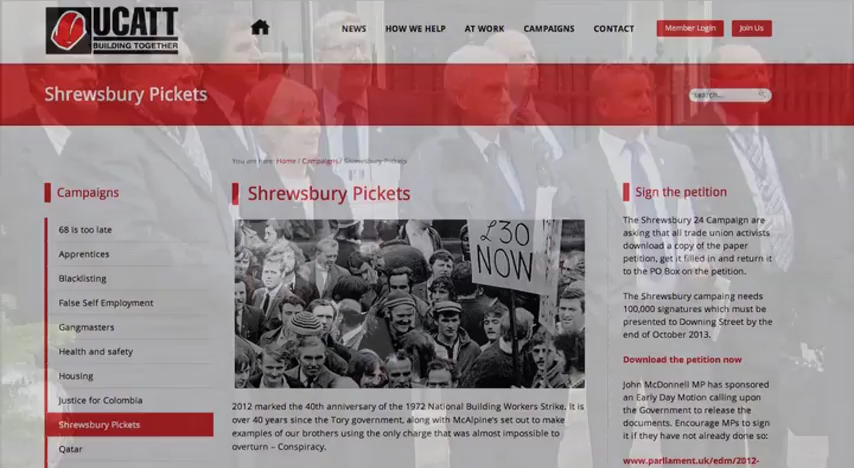 UCATT
BUILDING TOGETHER
NEWS HOW WE HELP AT WORK CAMPAIGNS CONTACT Member Login Join Us
Shrewsbury Pickets
search...
You are here: Home / Campaigns / Shrewsbury Pickets
Campaigns
68 is too late
Apprentices
Blacklisting
False Self Employment
Gangmasters
Health and safety
Housing
Justice for Colombia
Shrewsbury Pickets
Qatar
Shrewsbury Pickets
£30
NOW
2012 marked the 40th anniversary of the 1972 National Building Workers Strike. It is
over 40 years since the Tory government, along with McAlpine's set out to make
examples of our brothers using the only charge that was almost impossible to
overturn – Conspiracy.
Sign the petition
The Shrewsbury 24 Campaign are
asking that all trade union activists
download a copy of the paper
petition, get it filled in and return it
to the PO Box on the petition.
The Shrewsbury campaing needs
100,000 signatures which must be
presented to Downing Street by the
end of October 2013.
Download the petition now
John McDonnell MP has sponsored
an Early Day Motion calling upon
the Government to release the
documents. Encourage MPs to sign
it if they have not already done so:
www.parliament.uk/edm/2012-